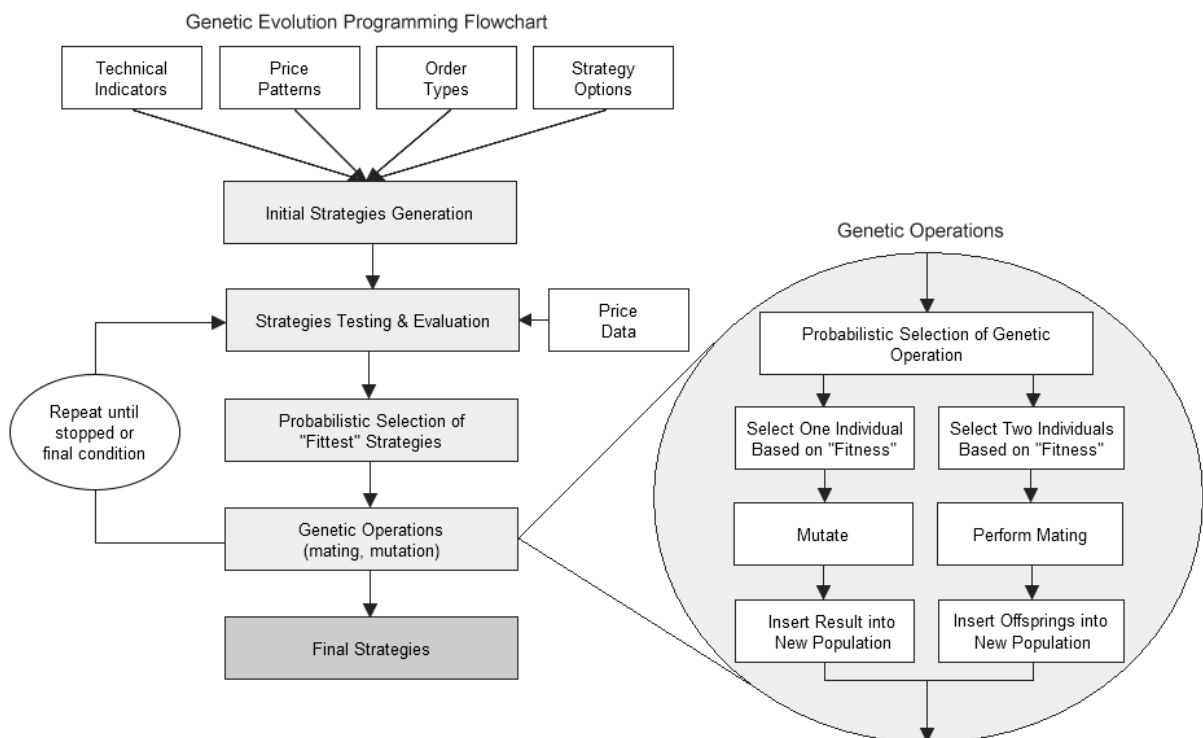 Genetic Evolution Programming Flowchart
Technical
Indicators
Price
Patterns
Order
Types
Strategy
Options
Initial Strategies Generation
Strategies Testing & Evaluation
Price
Data
Repeat until
stopped or
final condition
Probabilistic Selection of
"Fittest" Strategies
Genetic Operations
(mating, mutation)
Final Strategies
Genetic Operations
Probabilistic Selection of Genetic
Operation
Select One Individual
Based on "Fitness"
Select Two Individuals
Based on "Fitness"
Mutate
Perform Mating
Insert Result into
New Population
Insert Offsprings into
New Population